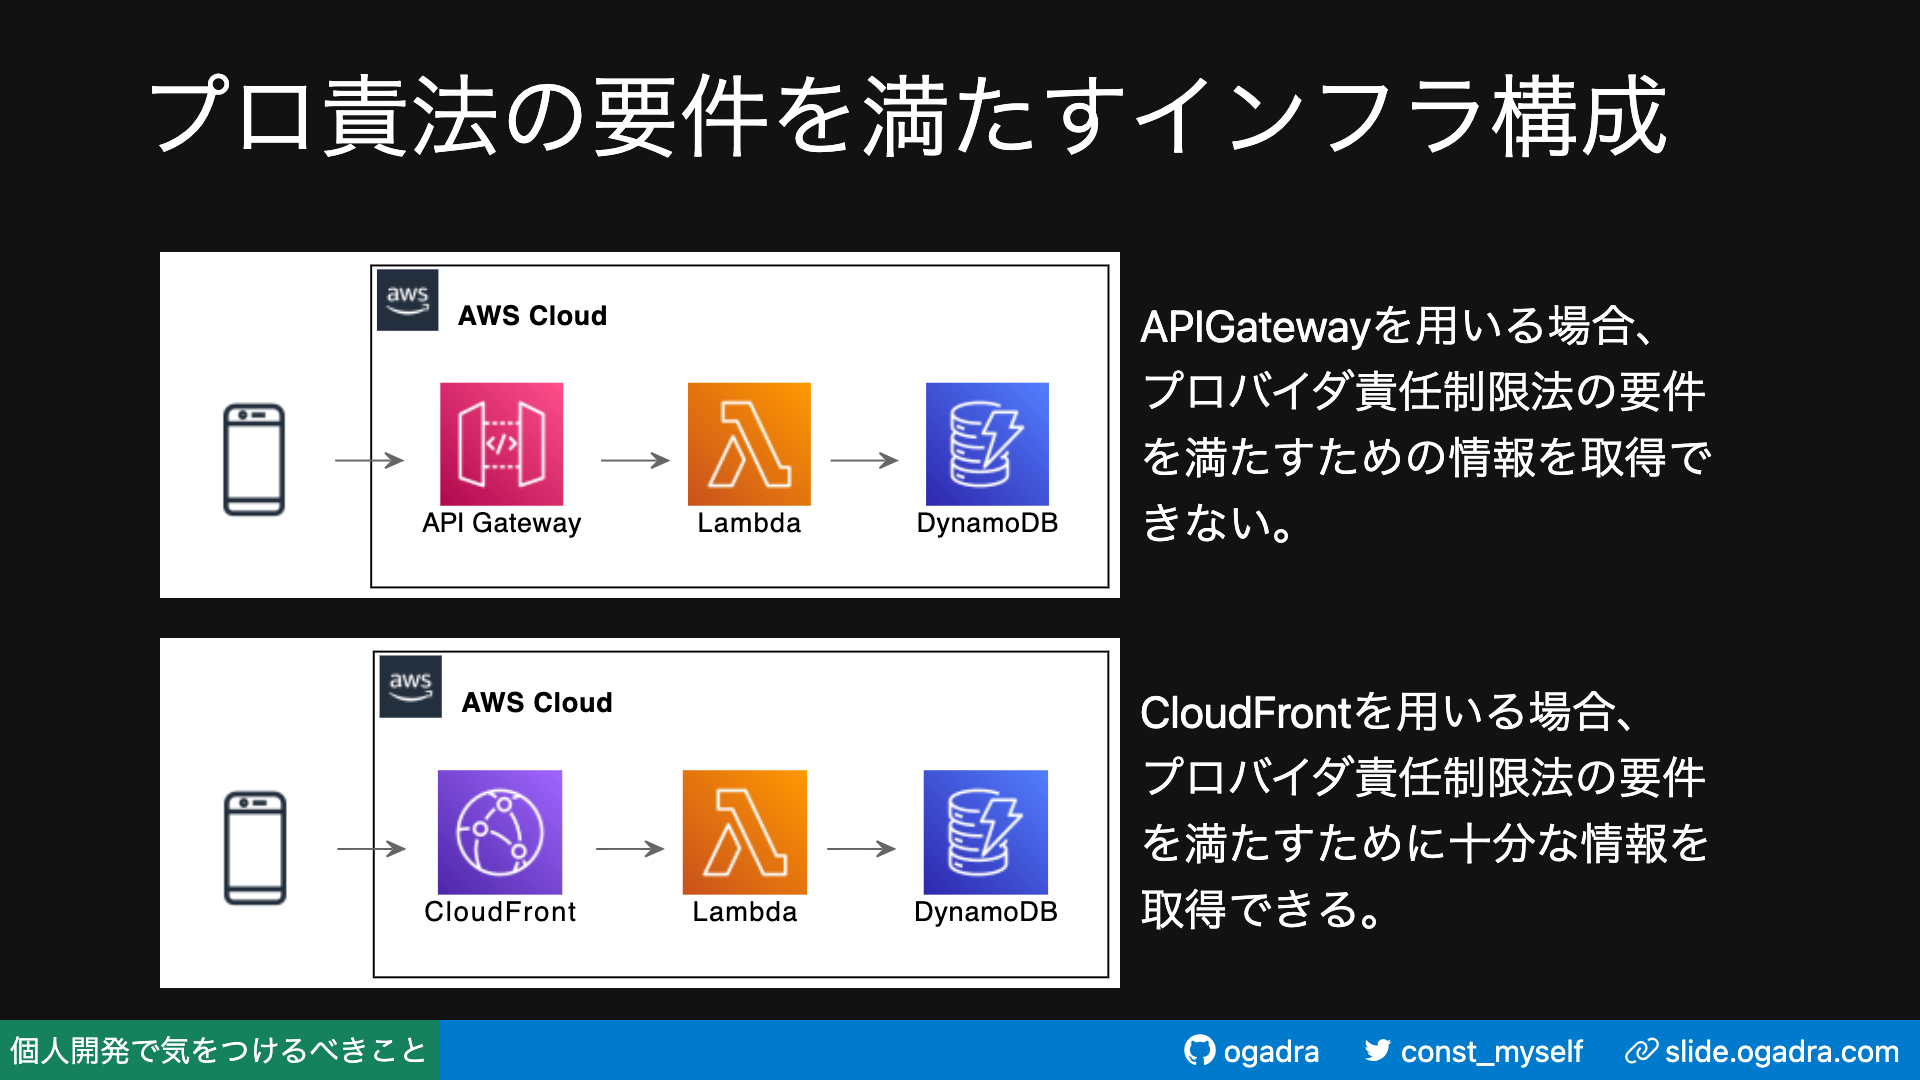 プロ責法の要件を満たすインフラ構成
aws
AWS Cloud
</>
API Gateway
Lambda
DynamoDB
APIGatewayを用いる場合、
プロバイダ責任制限法の要件
を満たすための情報を取得で
きない。
aws
AWS Cloud
CloudFront
Lambda
DynamoDB
CloudFrontを用いる場合、
プロバイダ責任制限法の要件
を満たすために十分な情報を
取得できる。
個人開発で気をつけるべきこと
ogadra
const_myself
slide.ogadra.com